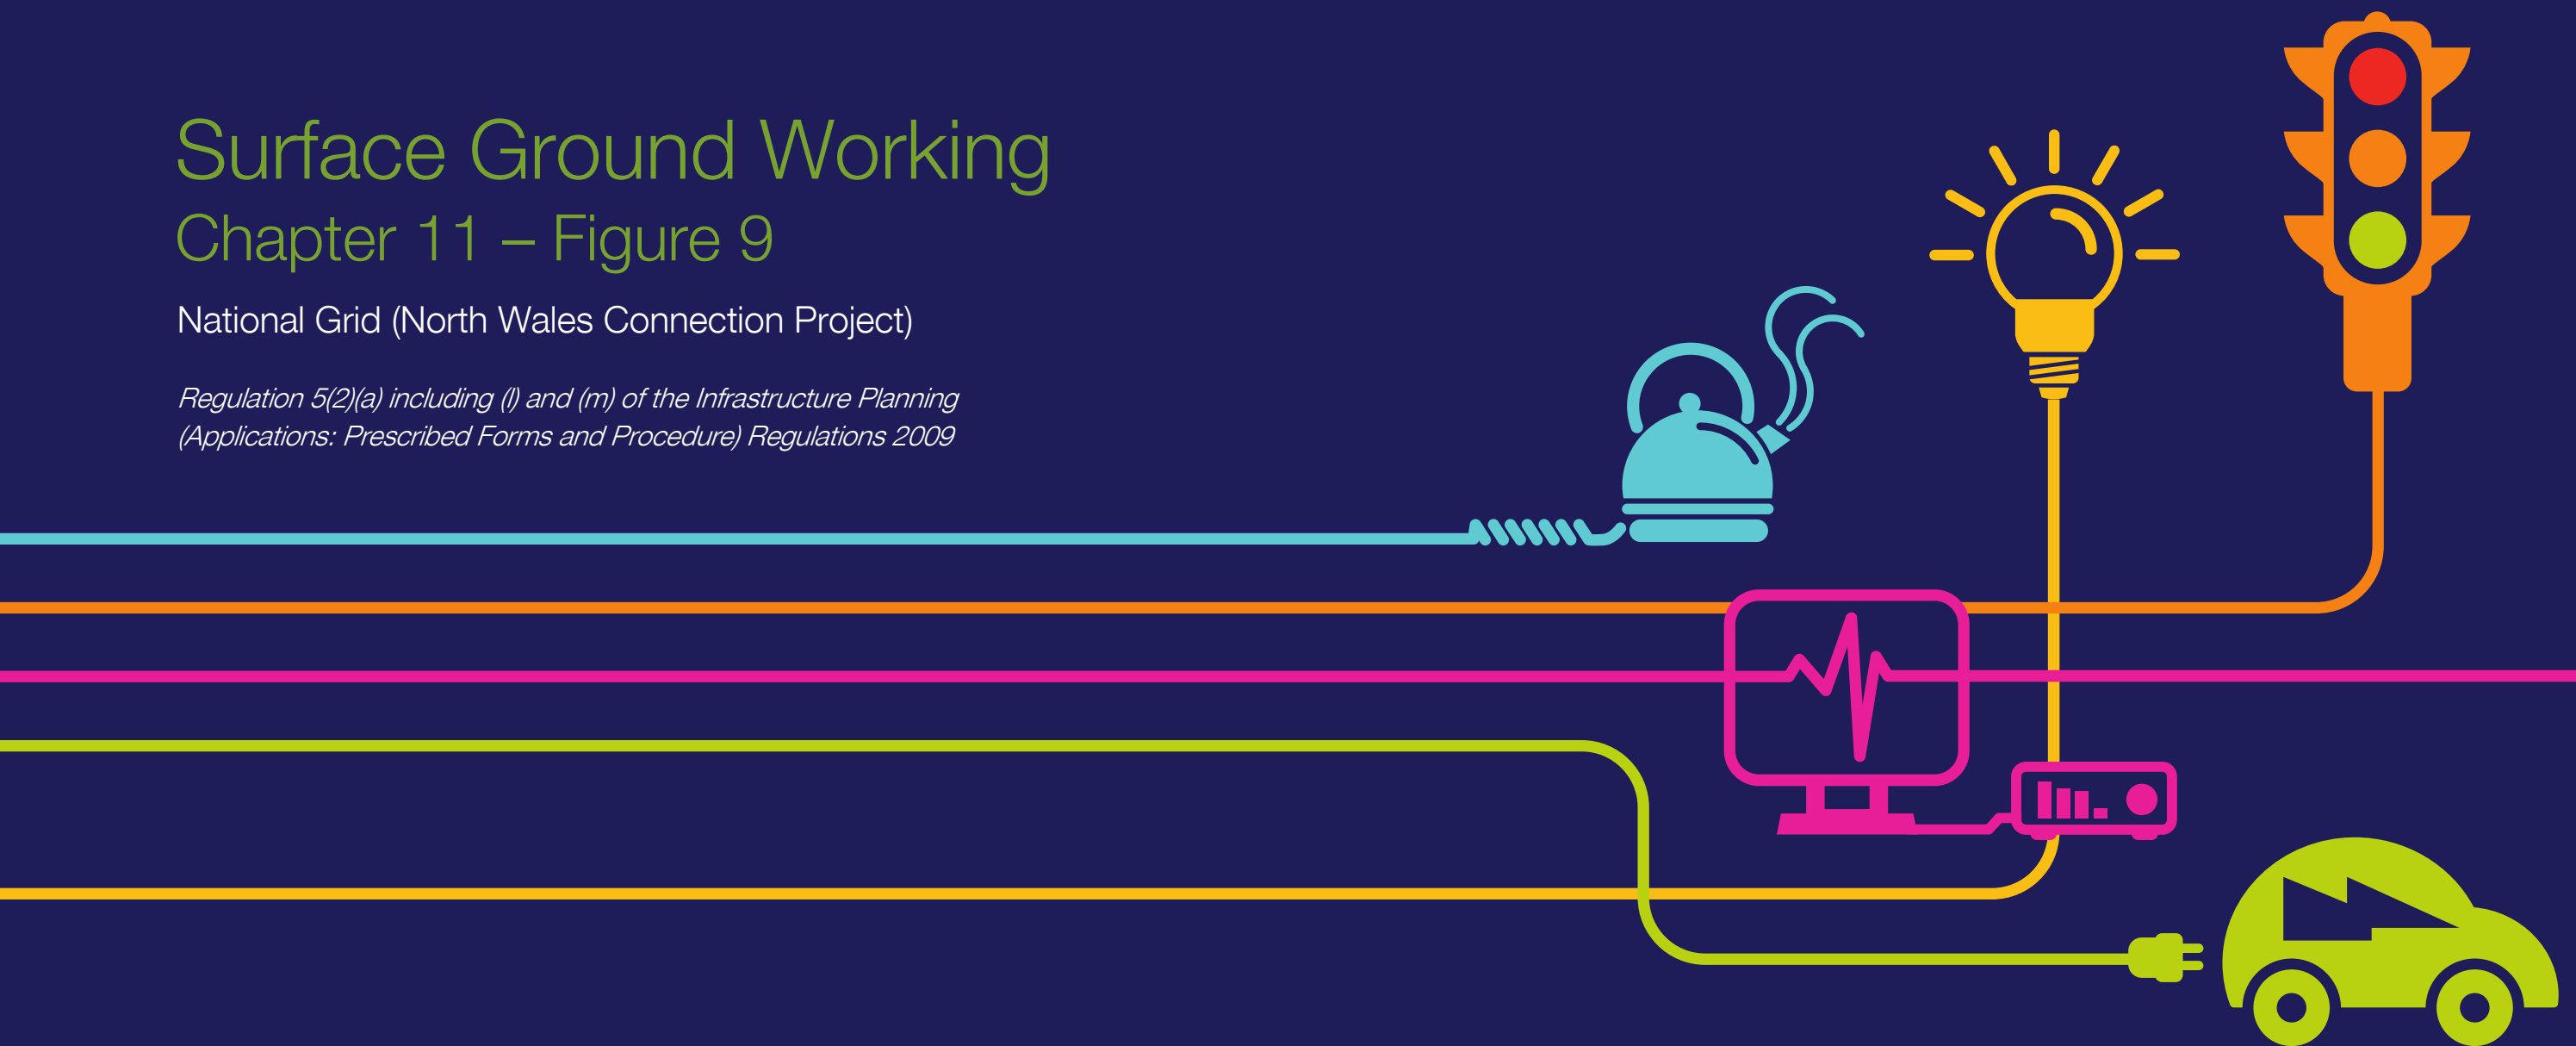 Surface Ground Working
Chapter 11 – Figure 9
National Grid (North Wales Connection Project)
Regulation 5(2)(a) including (l) and (m) of the Infrastructure Planning
(Applications: Prescribed Forms and Procedure) Regulations 2009